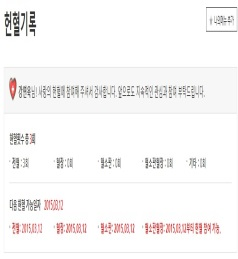 헌혈기록
나의메뉴 추가
님! 사랑의 헌혈에 참여해 주셔서 감사합니다. 앞으로도 지속적인 관심과 참여 부탁드립니다.
헌혈횟수 총 3회
· 전혈 : 3회 · 혈장 : 0회 · 혈소판 : 0회 · 혈소판혈장 : 0회 · 기타 : 0회
다음 헌혈 가능일자 2015.03.12
· 전혈: 2015.03.12 · 혈장: 2015.03.12 · 혈소판: 2015.03.12 · 혈소판혈장: 2015.03.12부터 헌혈 참여 가능.